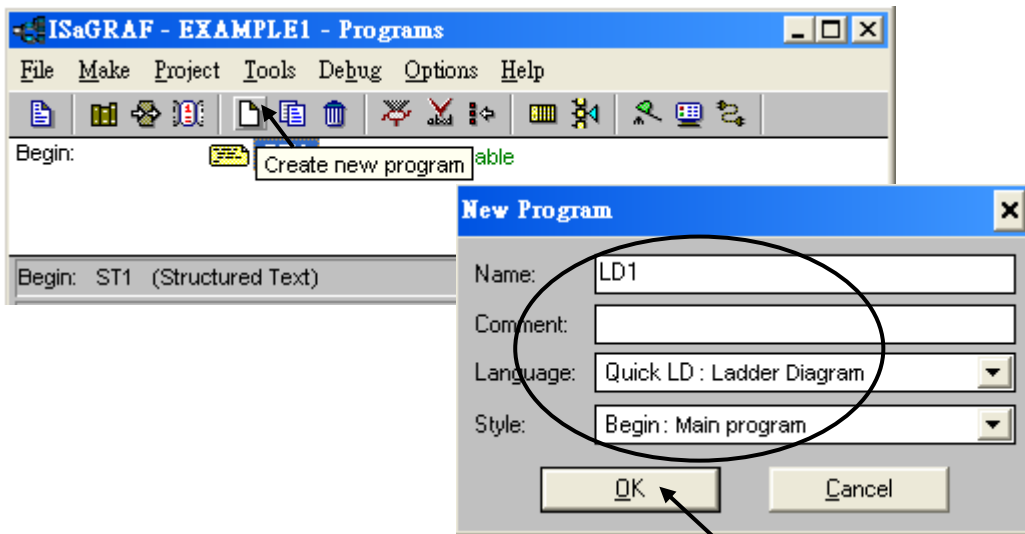 ISaGRAF - EXAMPLE1 - Programs
File Make Project Tools Debug Options Help
Begin:
Create new program
able
Begin: ST1 (Structured Text)
New Program
Name: LD1
Comment:
Language: Quick LD : Ladder Diagram
Style: Begin : Main program
OK Cancel